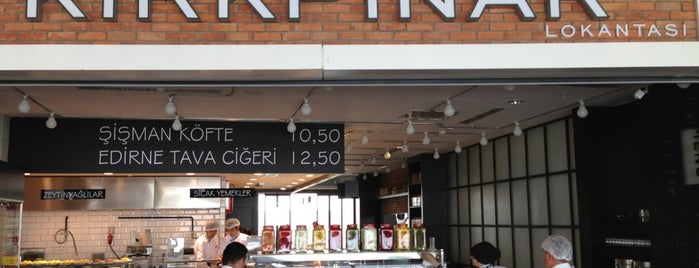 KIRKPINAR
LOKANTASI
ŞİŞMAN KÖFTE 10,50
EDİRNE TAVA CİĞERİ 12,50
ZEYTİNYAĞLILAR
SICAK YEMEKLER